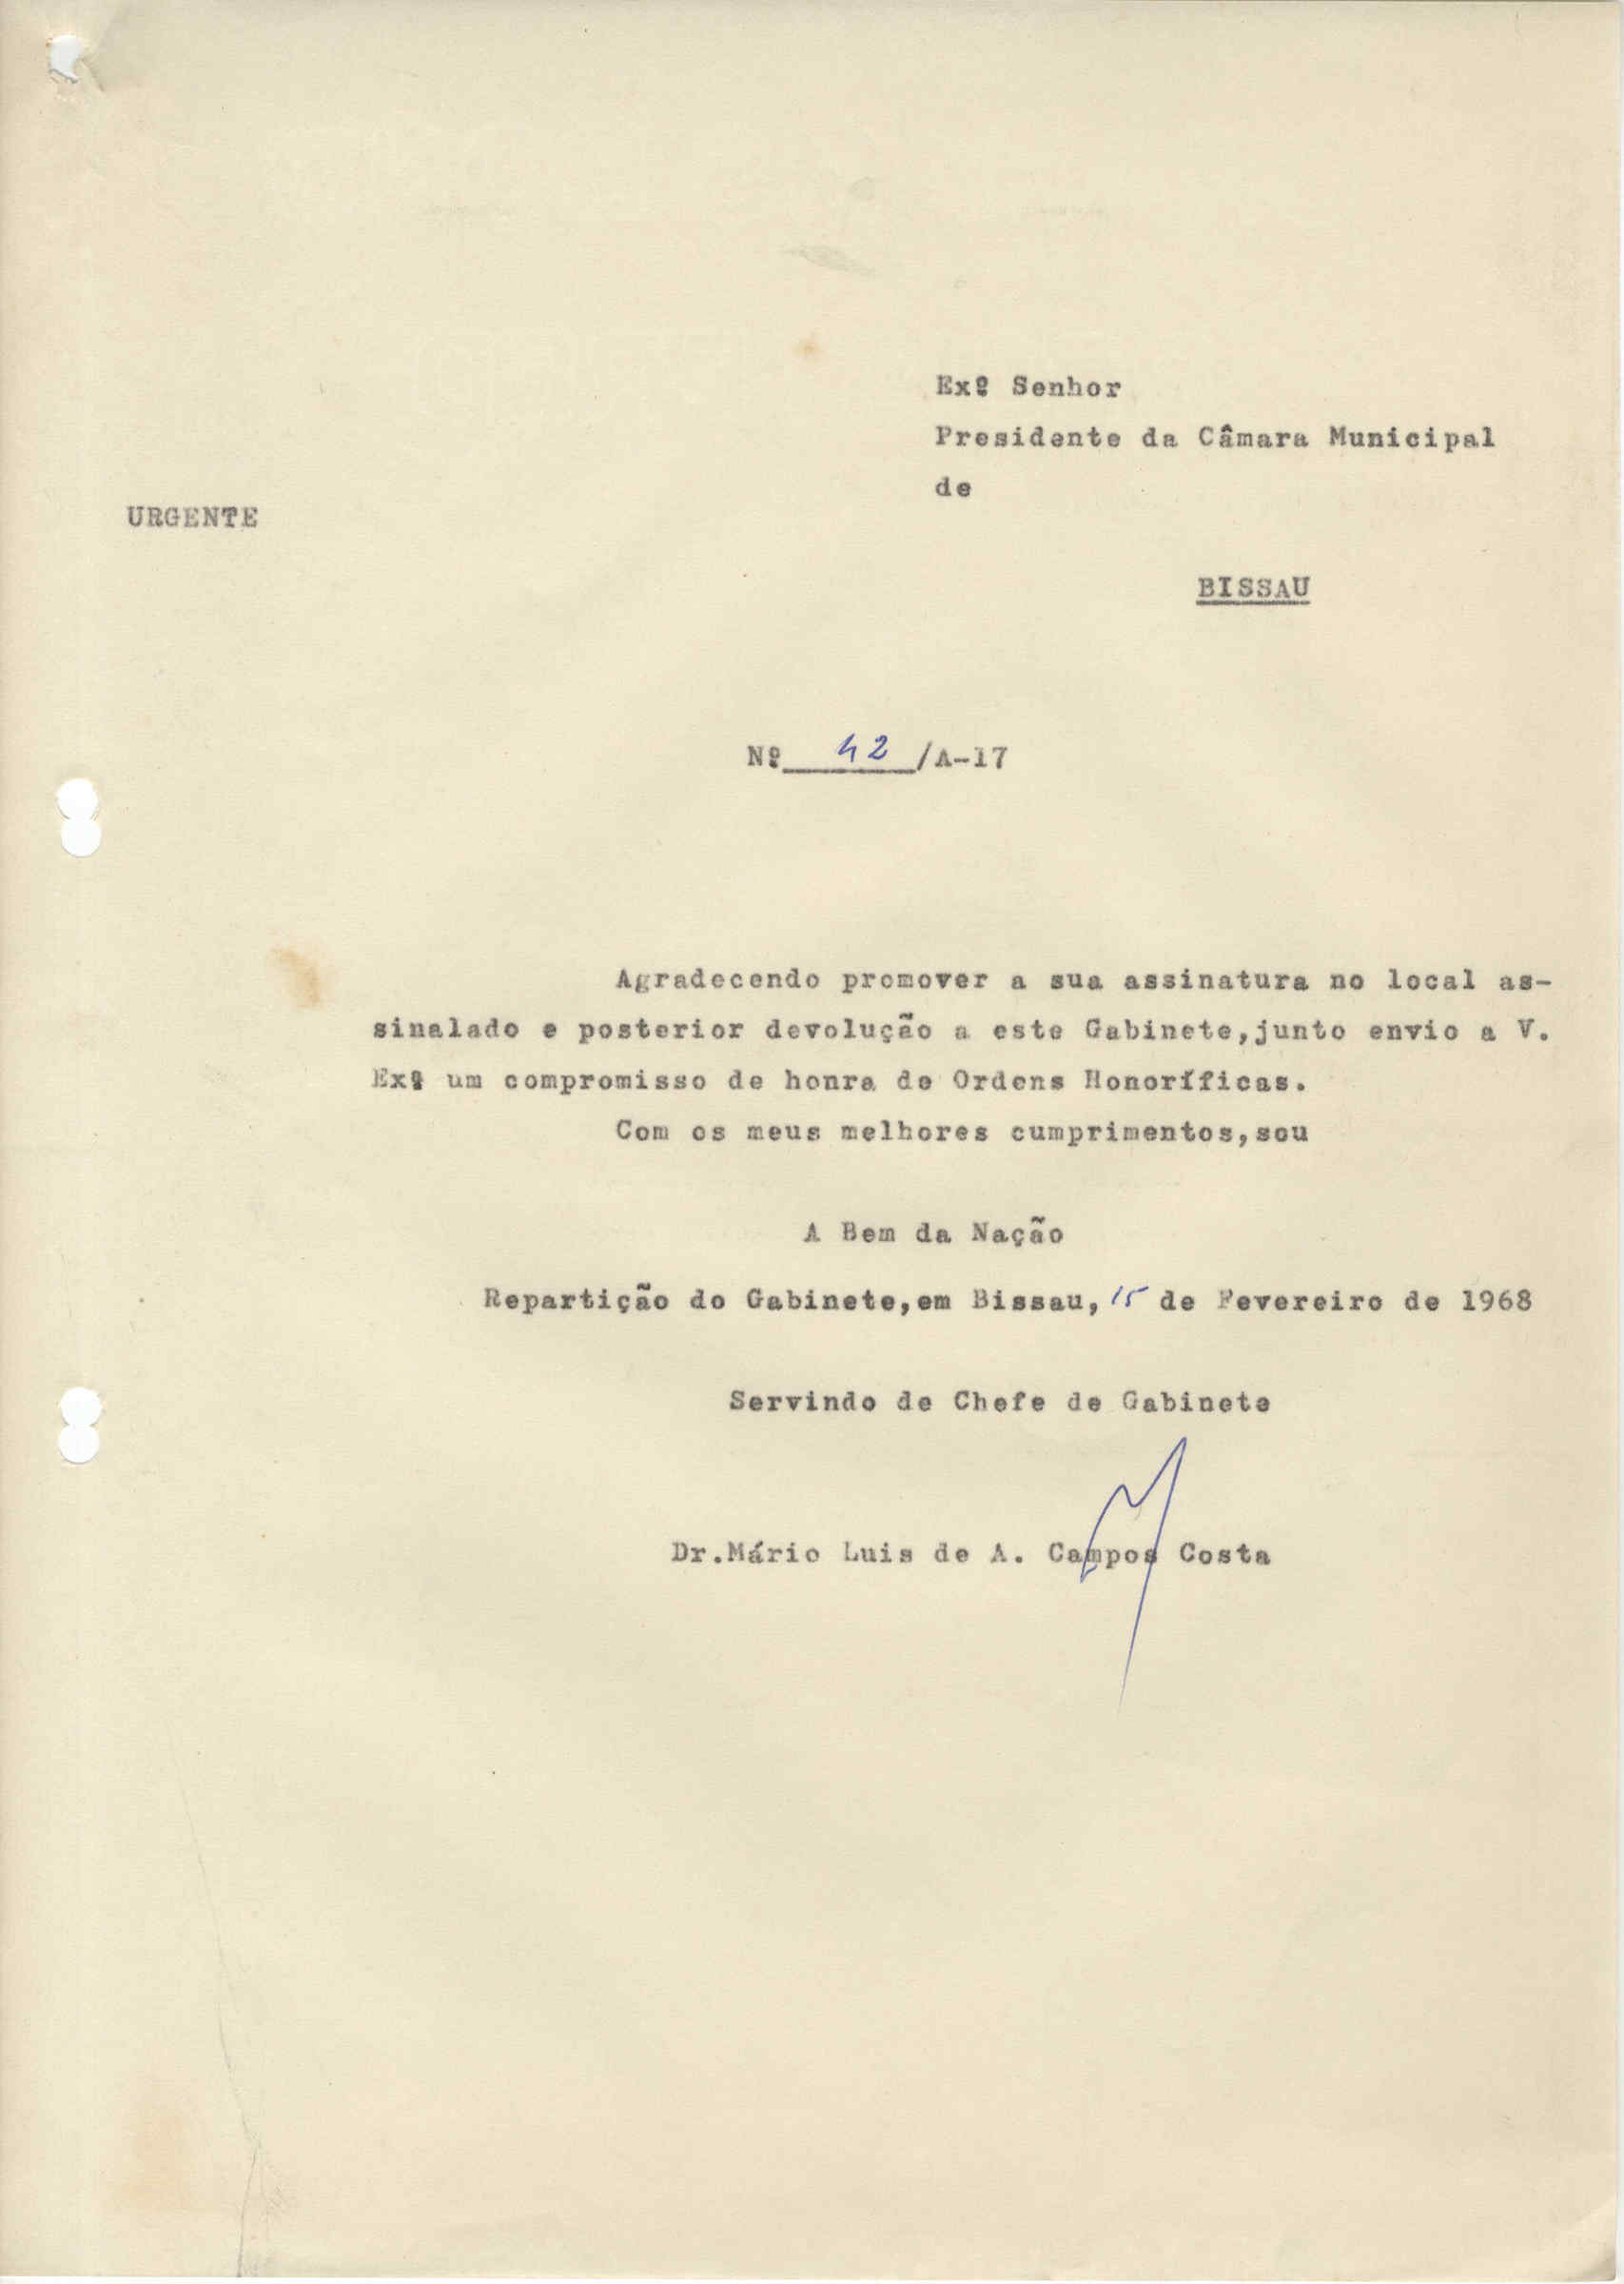 Exº Senhor
Presidente da Câmara Municipal
de
URGENTE
BISSAU
Nº 42 /A-17
Agradecendo promover a sua assinatura no local as-
sinalado e posterior devolução a este Gabinete,junto envio a V.
Exª um compromisso de honra de Ordens Honoríficas.
Com os meus melhores cumprimentos,sou
A Bem da Nação
Repartição do Gabinete,em Bissau, 15 de Fevereiro de 1968
Servindo de Chefe de Gabinete
Dr.Mário Luis de A. Campos Costa